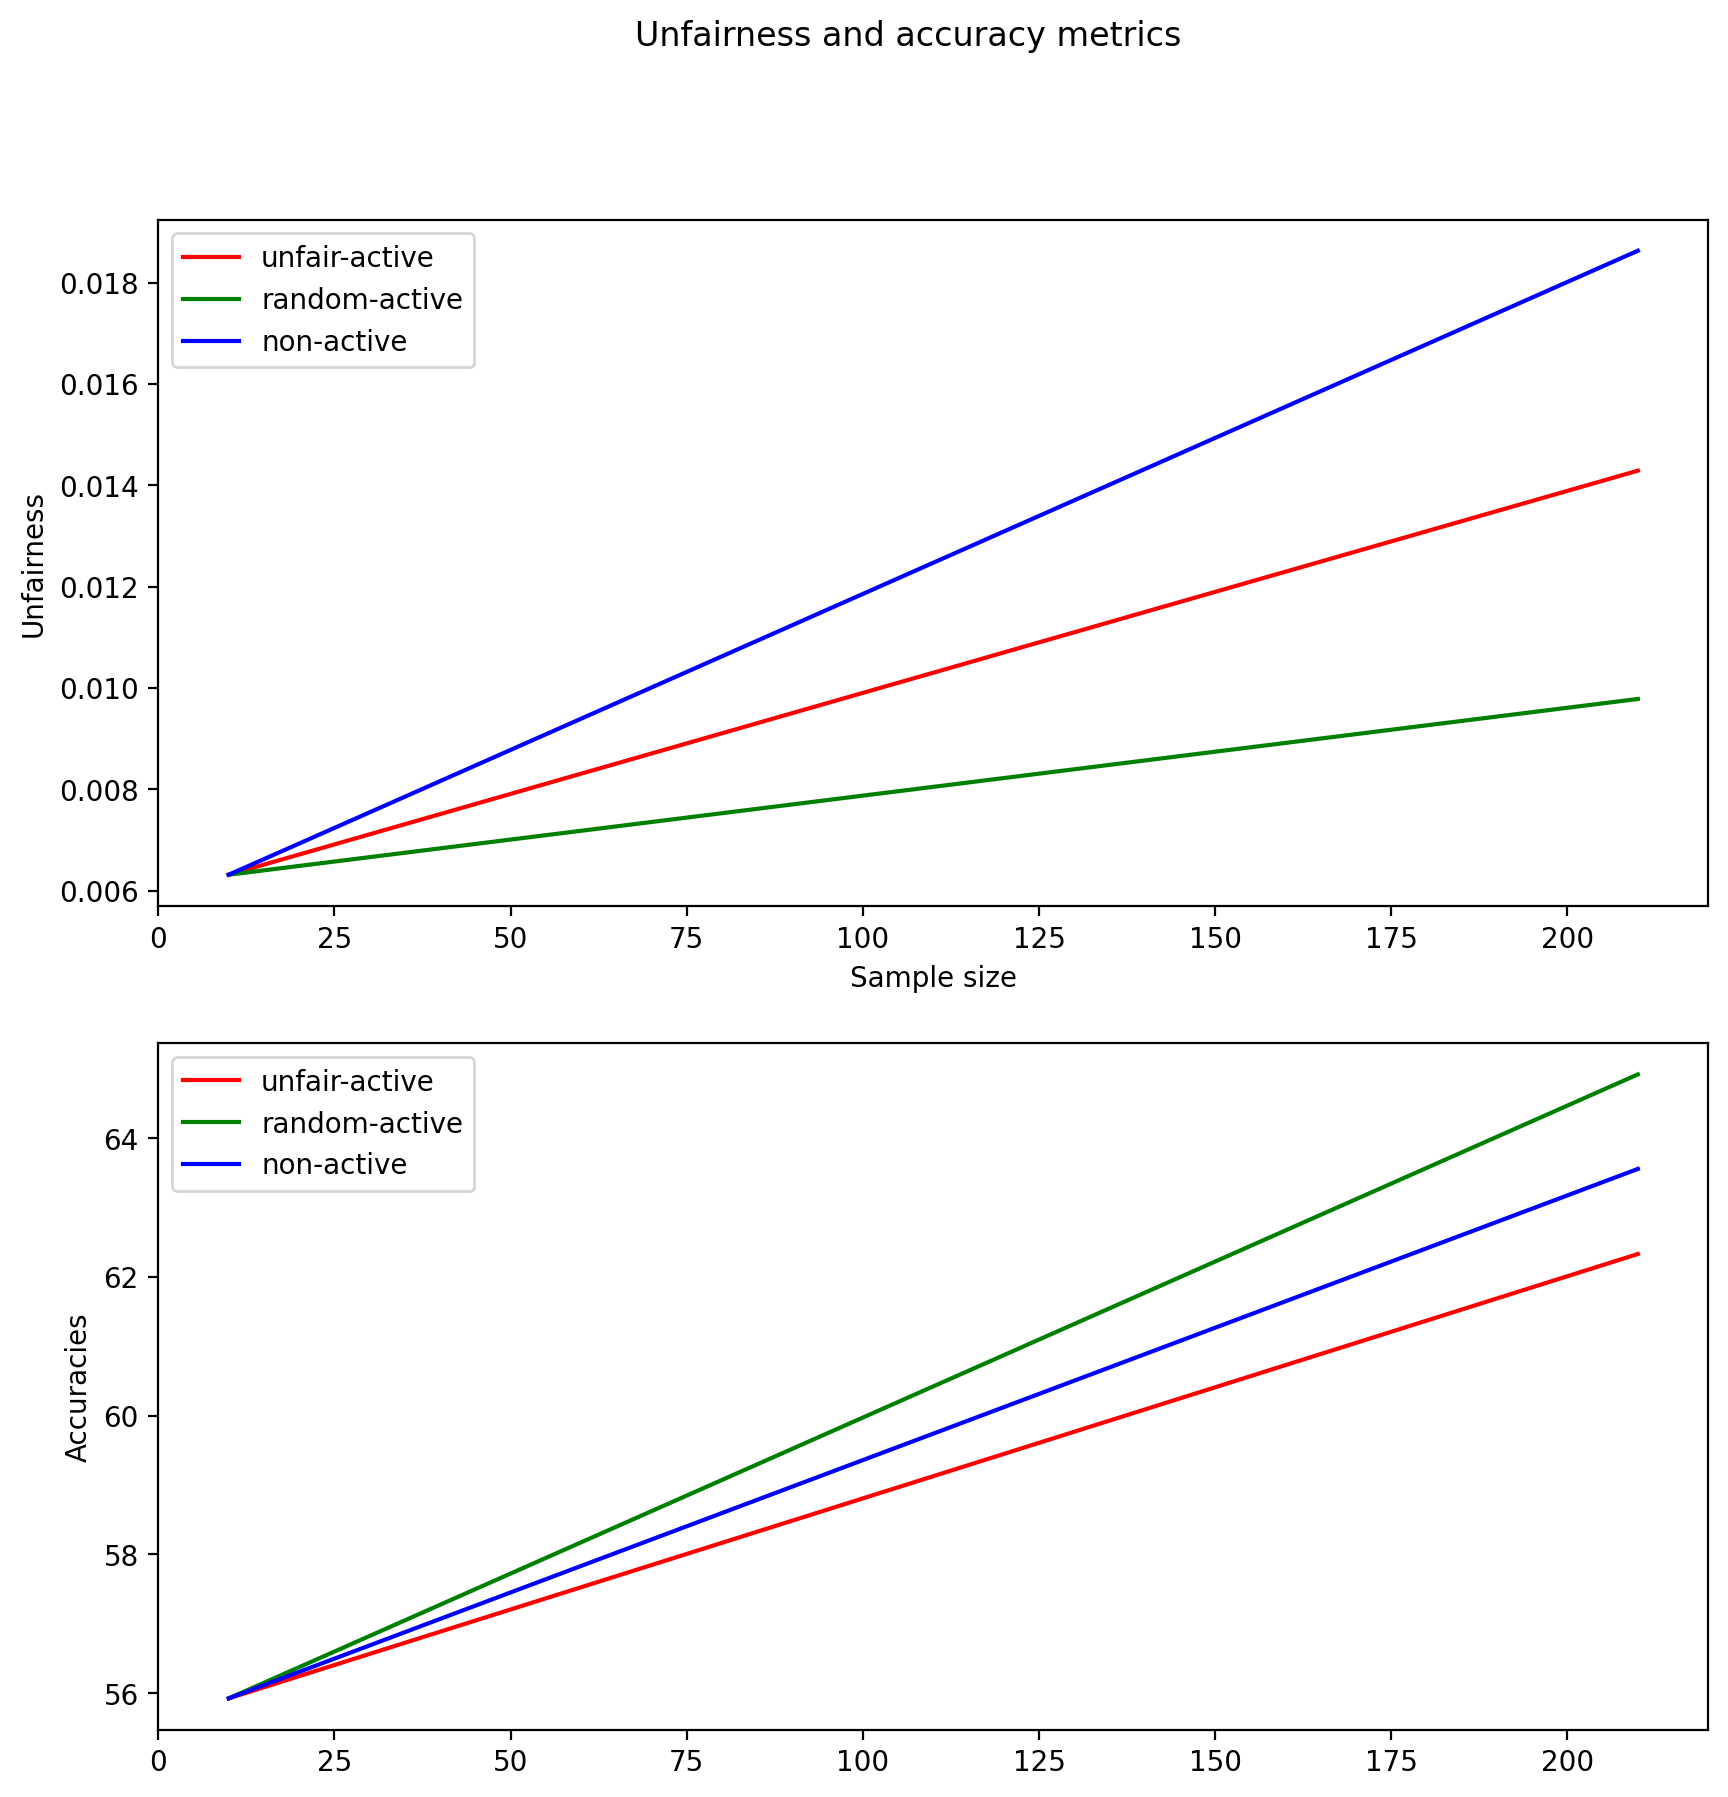 Unfairness and accuracy metrics
unfair-active
random-active
non-active
0.018
0.016
0.014
0.012
0.010
0.008
0.006
Unfairness
0 25 50 75 100 125 150 175 200
Sample size
unfair-active
random-active
non-active
64
62
60
58
56
Accuracies
0 25 50 75 100 125 150 175 200